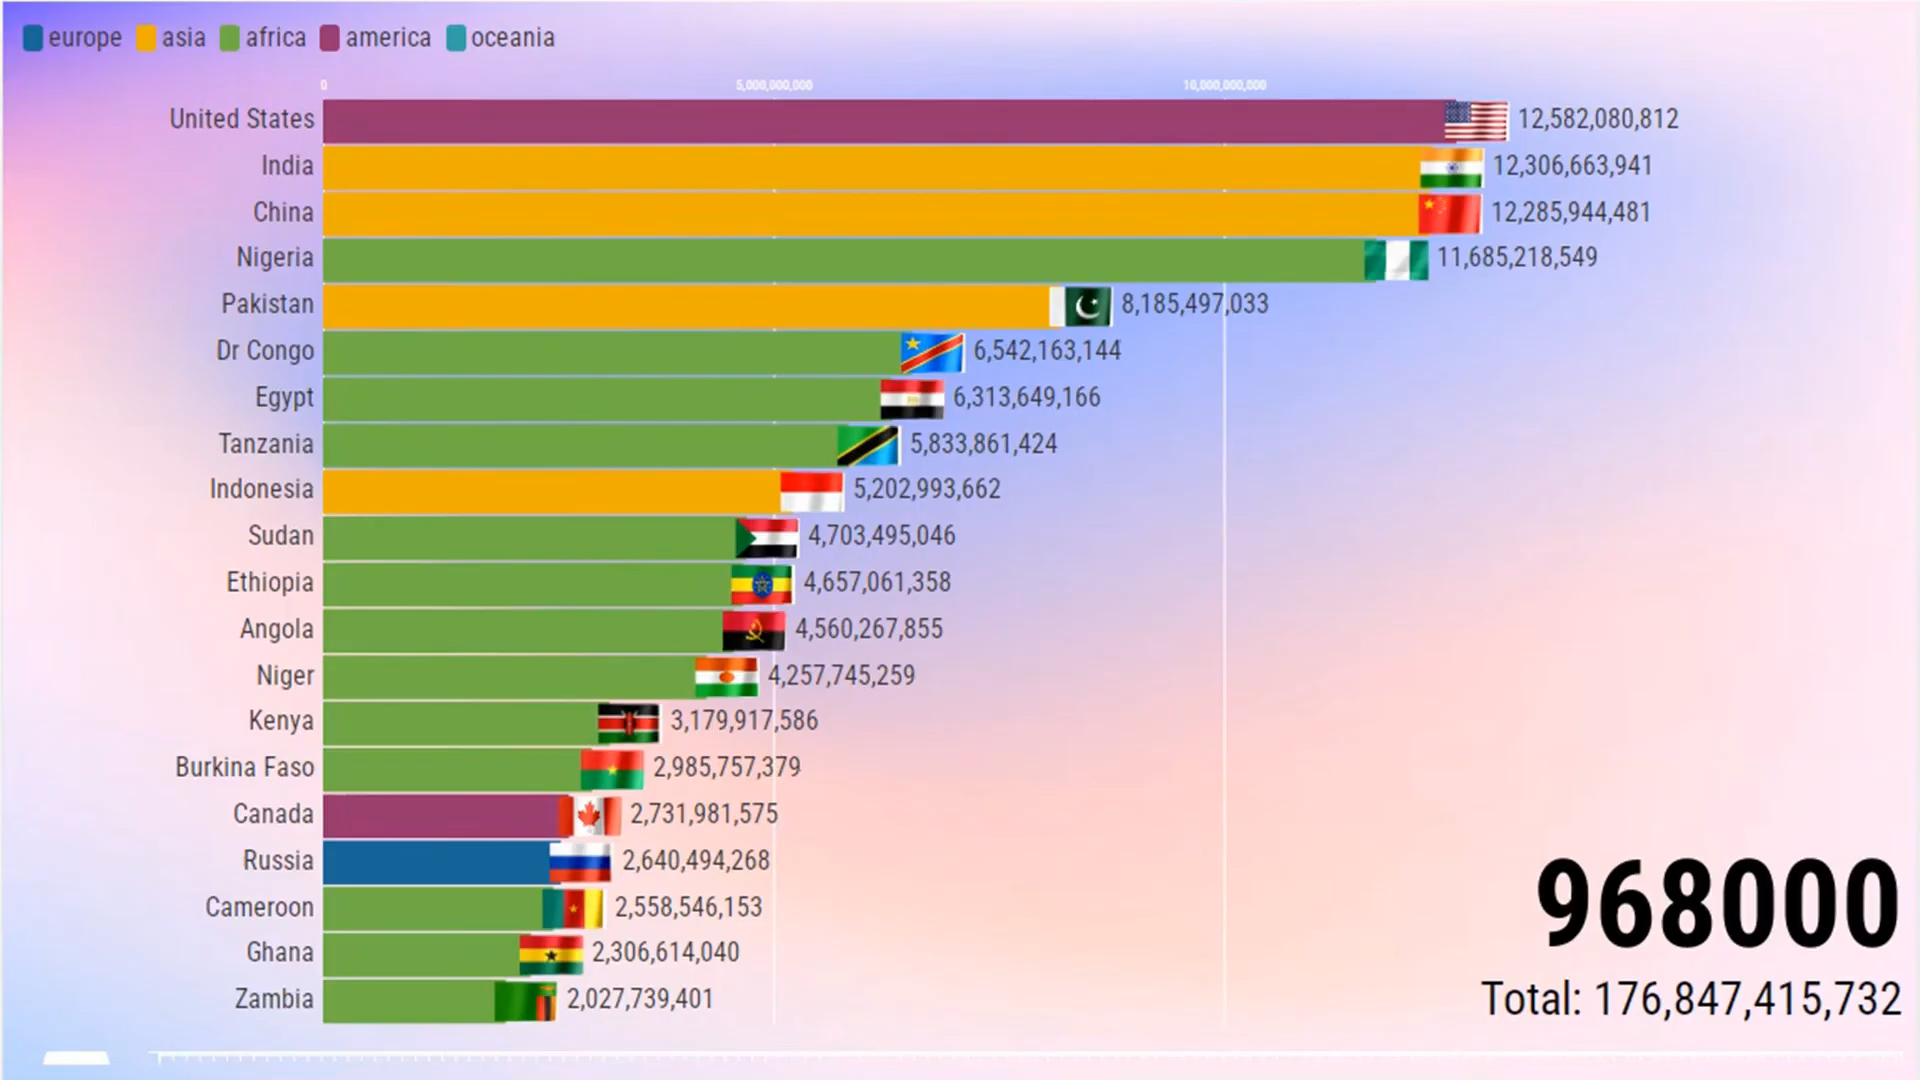 europe asia africa america oceania
0 5,000,000,000 10,000,000,000
United States 12,582,080,812
India 12,306,663,941
China 12,285,944,481
Nigeria 11,685,218,549
Pakistan 8,185,497,033
Dr Congo 6,542,163,144
Egypt 6,313,649,166
Tanzania 5,833,861,424
Indonesia 5,202,993,662
Sudan 4,703,495,046
Ethiopia 4,657,061,358
Angola 4,560,267,855
Niger 4,257,745,259
Kenya 3,179,917,586
Burkina Faso 2,985,757,379
Canada 2,731,981,575
Russia 2,640,494,268
Cameroon 2,558,546,153
Ghana 2,306,614,040
Zambia 2,027,739,401
968000
Total: 176,847,415,732